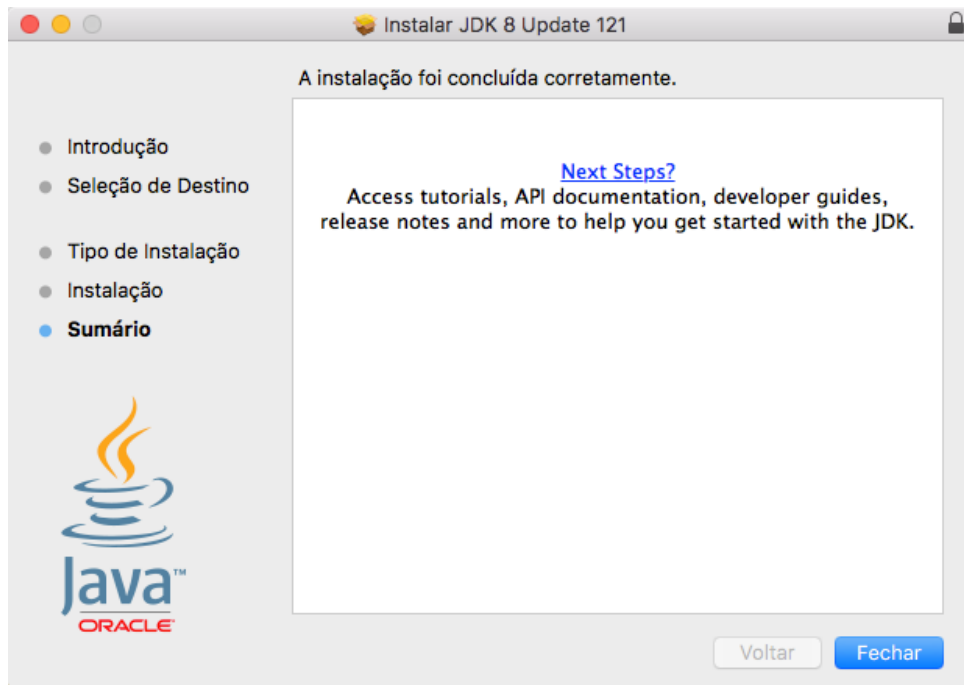 Instalar JDK 8 Update 121
A instalação foi concluída corretamente.
Introdução
Seleção de Destino
Tipo de Instalação
Instalação
Sumário
Next Steps?
Access tutorials, API documentation, developer guides,
release notes and more to help you get started with the JDK.
Java™
ORACLE
Voltar
Fechar